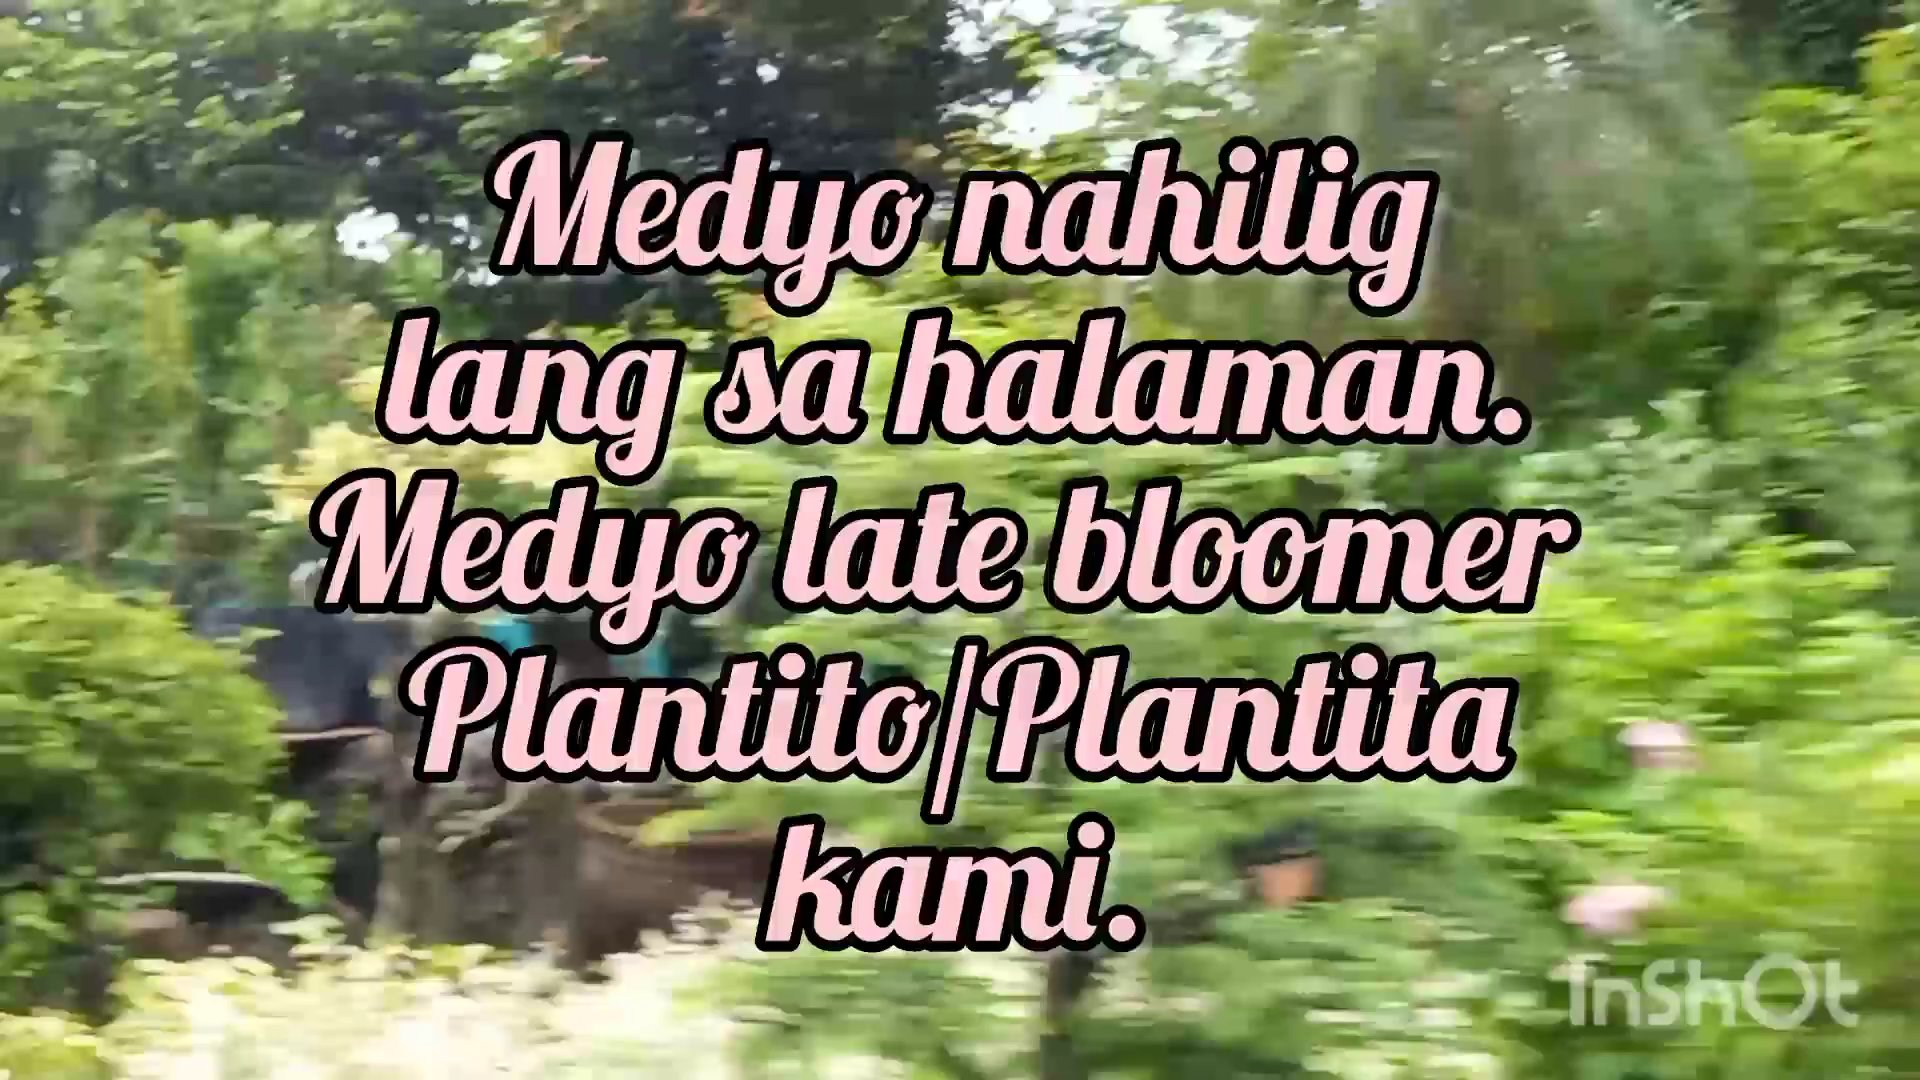 Medyo nahilig
lang sa halaman.
Medyo late bloomer
Plantito/Plantita
kami.
InShOt